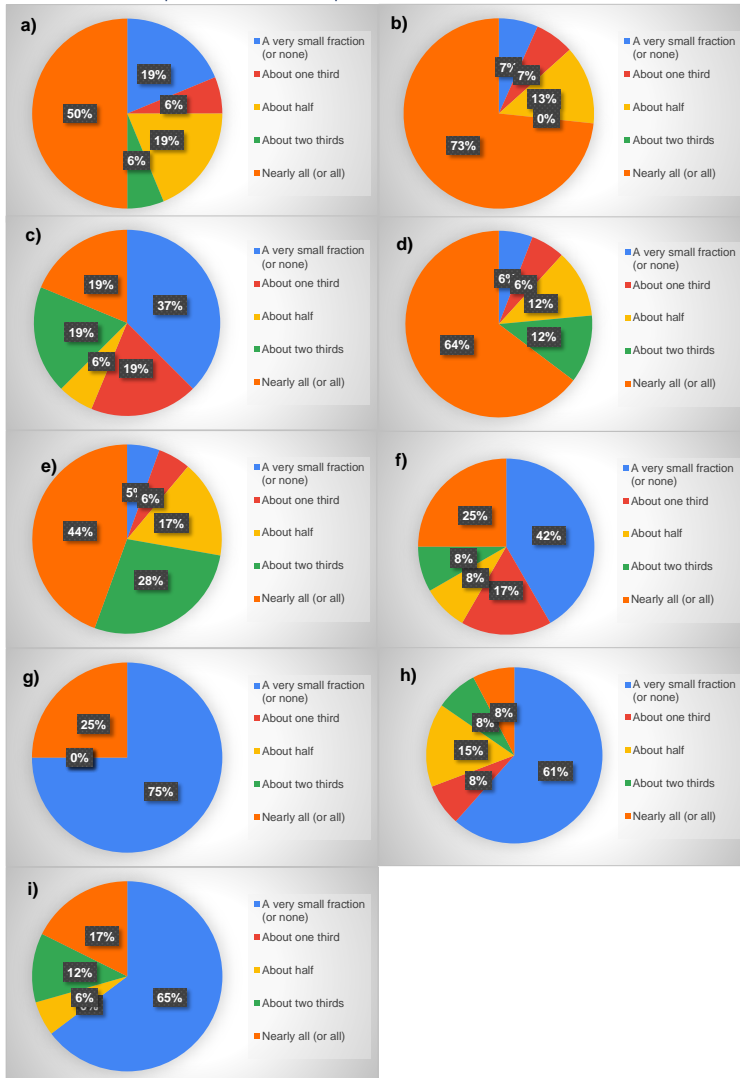 a)
19%
6%
19%
6%
50%
A very small fraction
(or none)
About one third
About half
About two thirds
Nearly all (or all)
b)
7%
7%
13%
0%
73%
A very small fraction
(or none)
About one third
About half
About two thirds
Nearly all (or all)
c)
37%
19%
6%
19%
19%
A very small fraction
(or none)
About one third
About half
About two thirds
Nearly all (or all)
d)
6%
6%
12%
12%
64%
A very small fraction
(or none)
About one third
About half
About two thirds
Nearly all (or all)
e)
5%
6%
17%
28%
44%
A very small fraction
(or none)
About one third
About half
About two thirds
Nearly all (or all)
f)
42%
17%
8%
8%
25%
A very small fraction
(or none)
About one third
About half
About two thirds
Nearly all (or all)
g)
75%
0%
25%
A very small fraction
(or none)
About one third
About half
About two thirds
Nearly all (or all)
h)
61%
8%
15%
8%
8%
A very small fraction
(or none)
About one third
About half
About two thirds
Nearly all (or all)
i)
65%
6%
12%
17%
A very small fraction
(or none)
About one third
About half
About two thirds
Nearly all (or all)